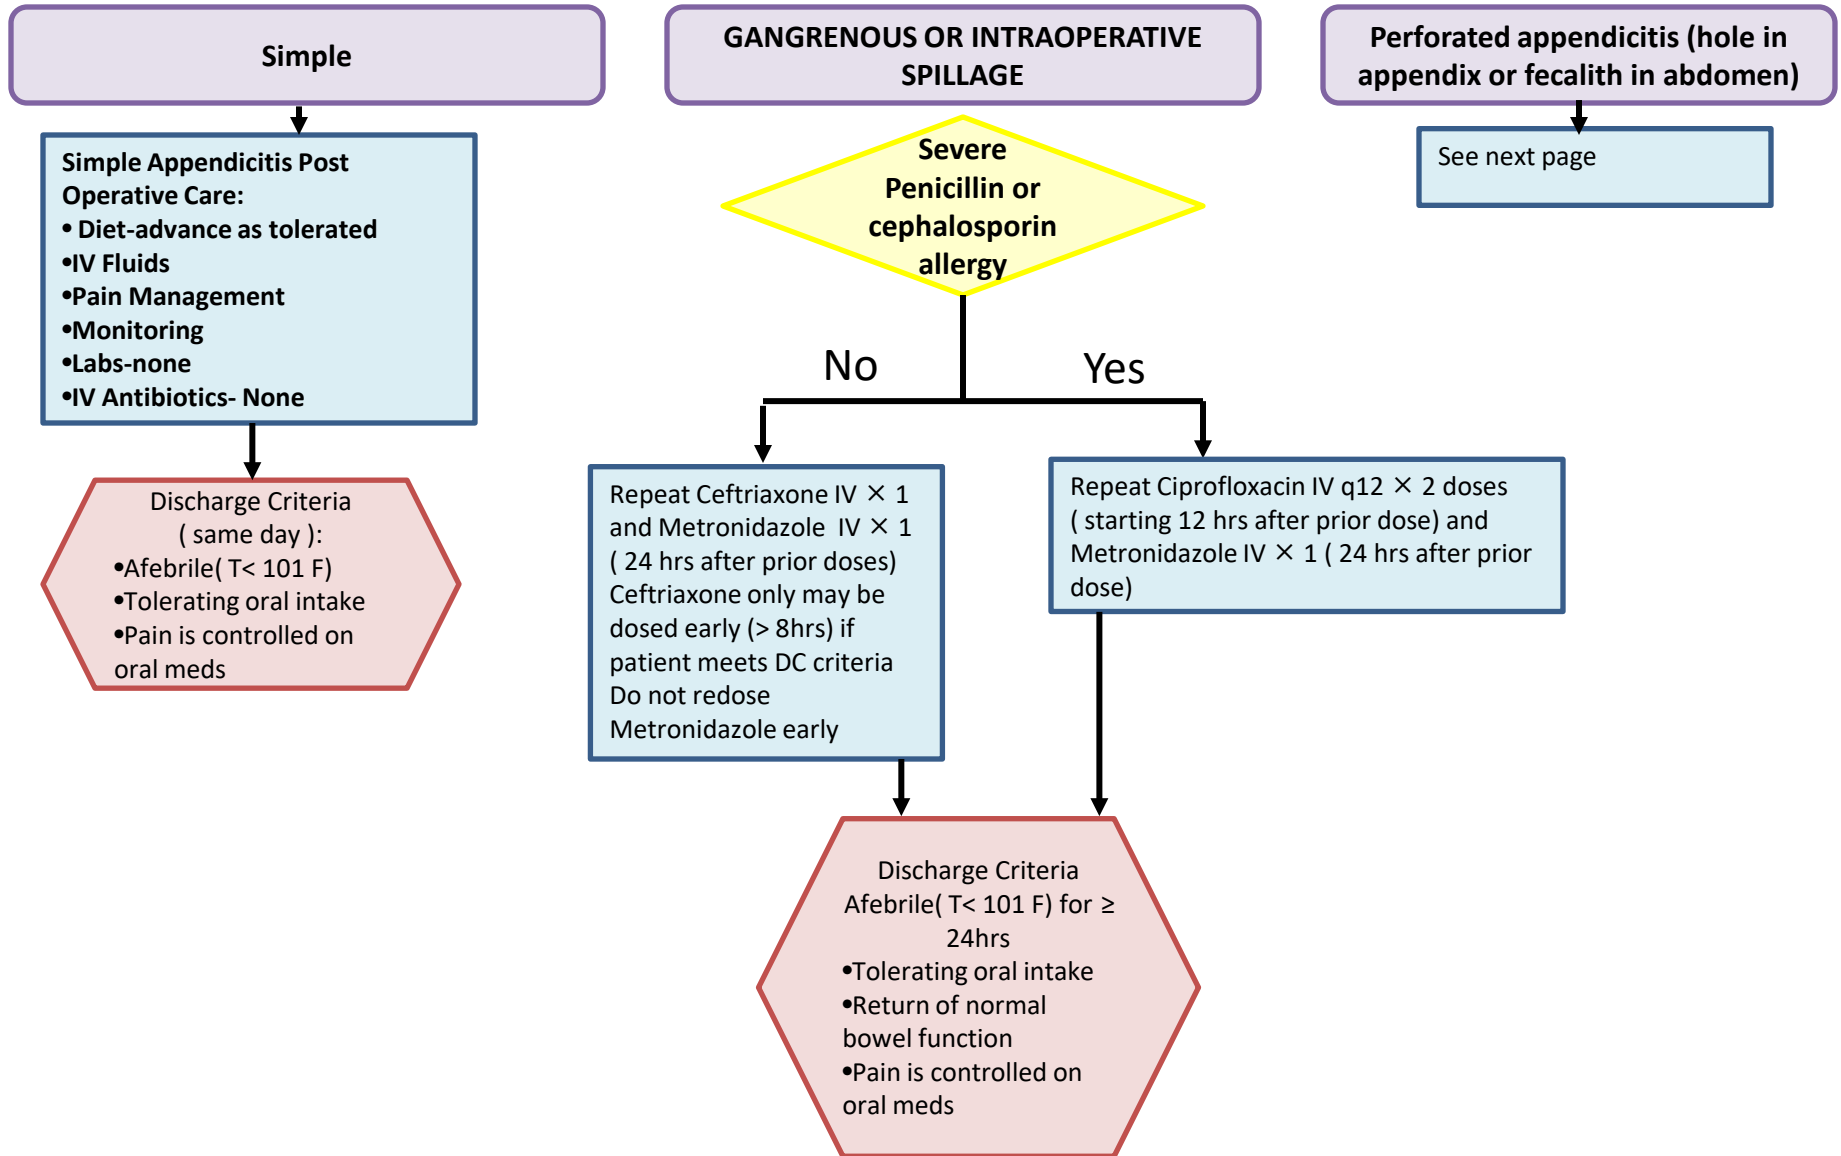 Simple
Simple Appendicitis Post
Operative Care:
• Diet-advance as tolerated
•IV Fluids
•Pain Management
•Monitoring
•Labs-none
•IV Antibiotics- None
Discharge Criteria
( same day ):
•Afebrile( T< 101 F)
•Tolerating oral intake
•Pain is controlled on
oral meds
GANGRENOUS OR INTRAOPERATIVE
SPILLAGE
Severe
Penicillin or
cephalosporin
allergy
No
Yes
Repeat Ceftriaxone IV × 1
and Metronidazole IV × 1
( 24 hrs after prior doses)
Ceftriaxone only may be
dosed early (> 8hrs) if
patient meets DC criteria
Do not redose
Metronidazole early
Repeat Ciprofloxacin IV q12 × 2 doses
( starting 12 hrs after prior dose) and
Metronidazole IV × 1 ( 24 hrs after prior
dose)
Discharge Criteria
Afebrile( T< 101 F) for ≥
24hrs
•Tolerating oral intake
•Return of normal
bowel function
•Pain is controlled on
oral meds
Perforated appendicitis (hole in
appendix or fecalith in abdomen)
See next page